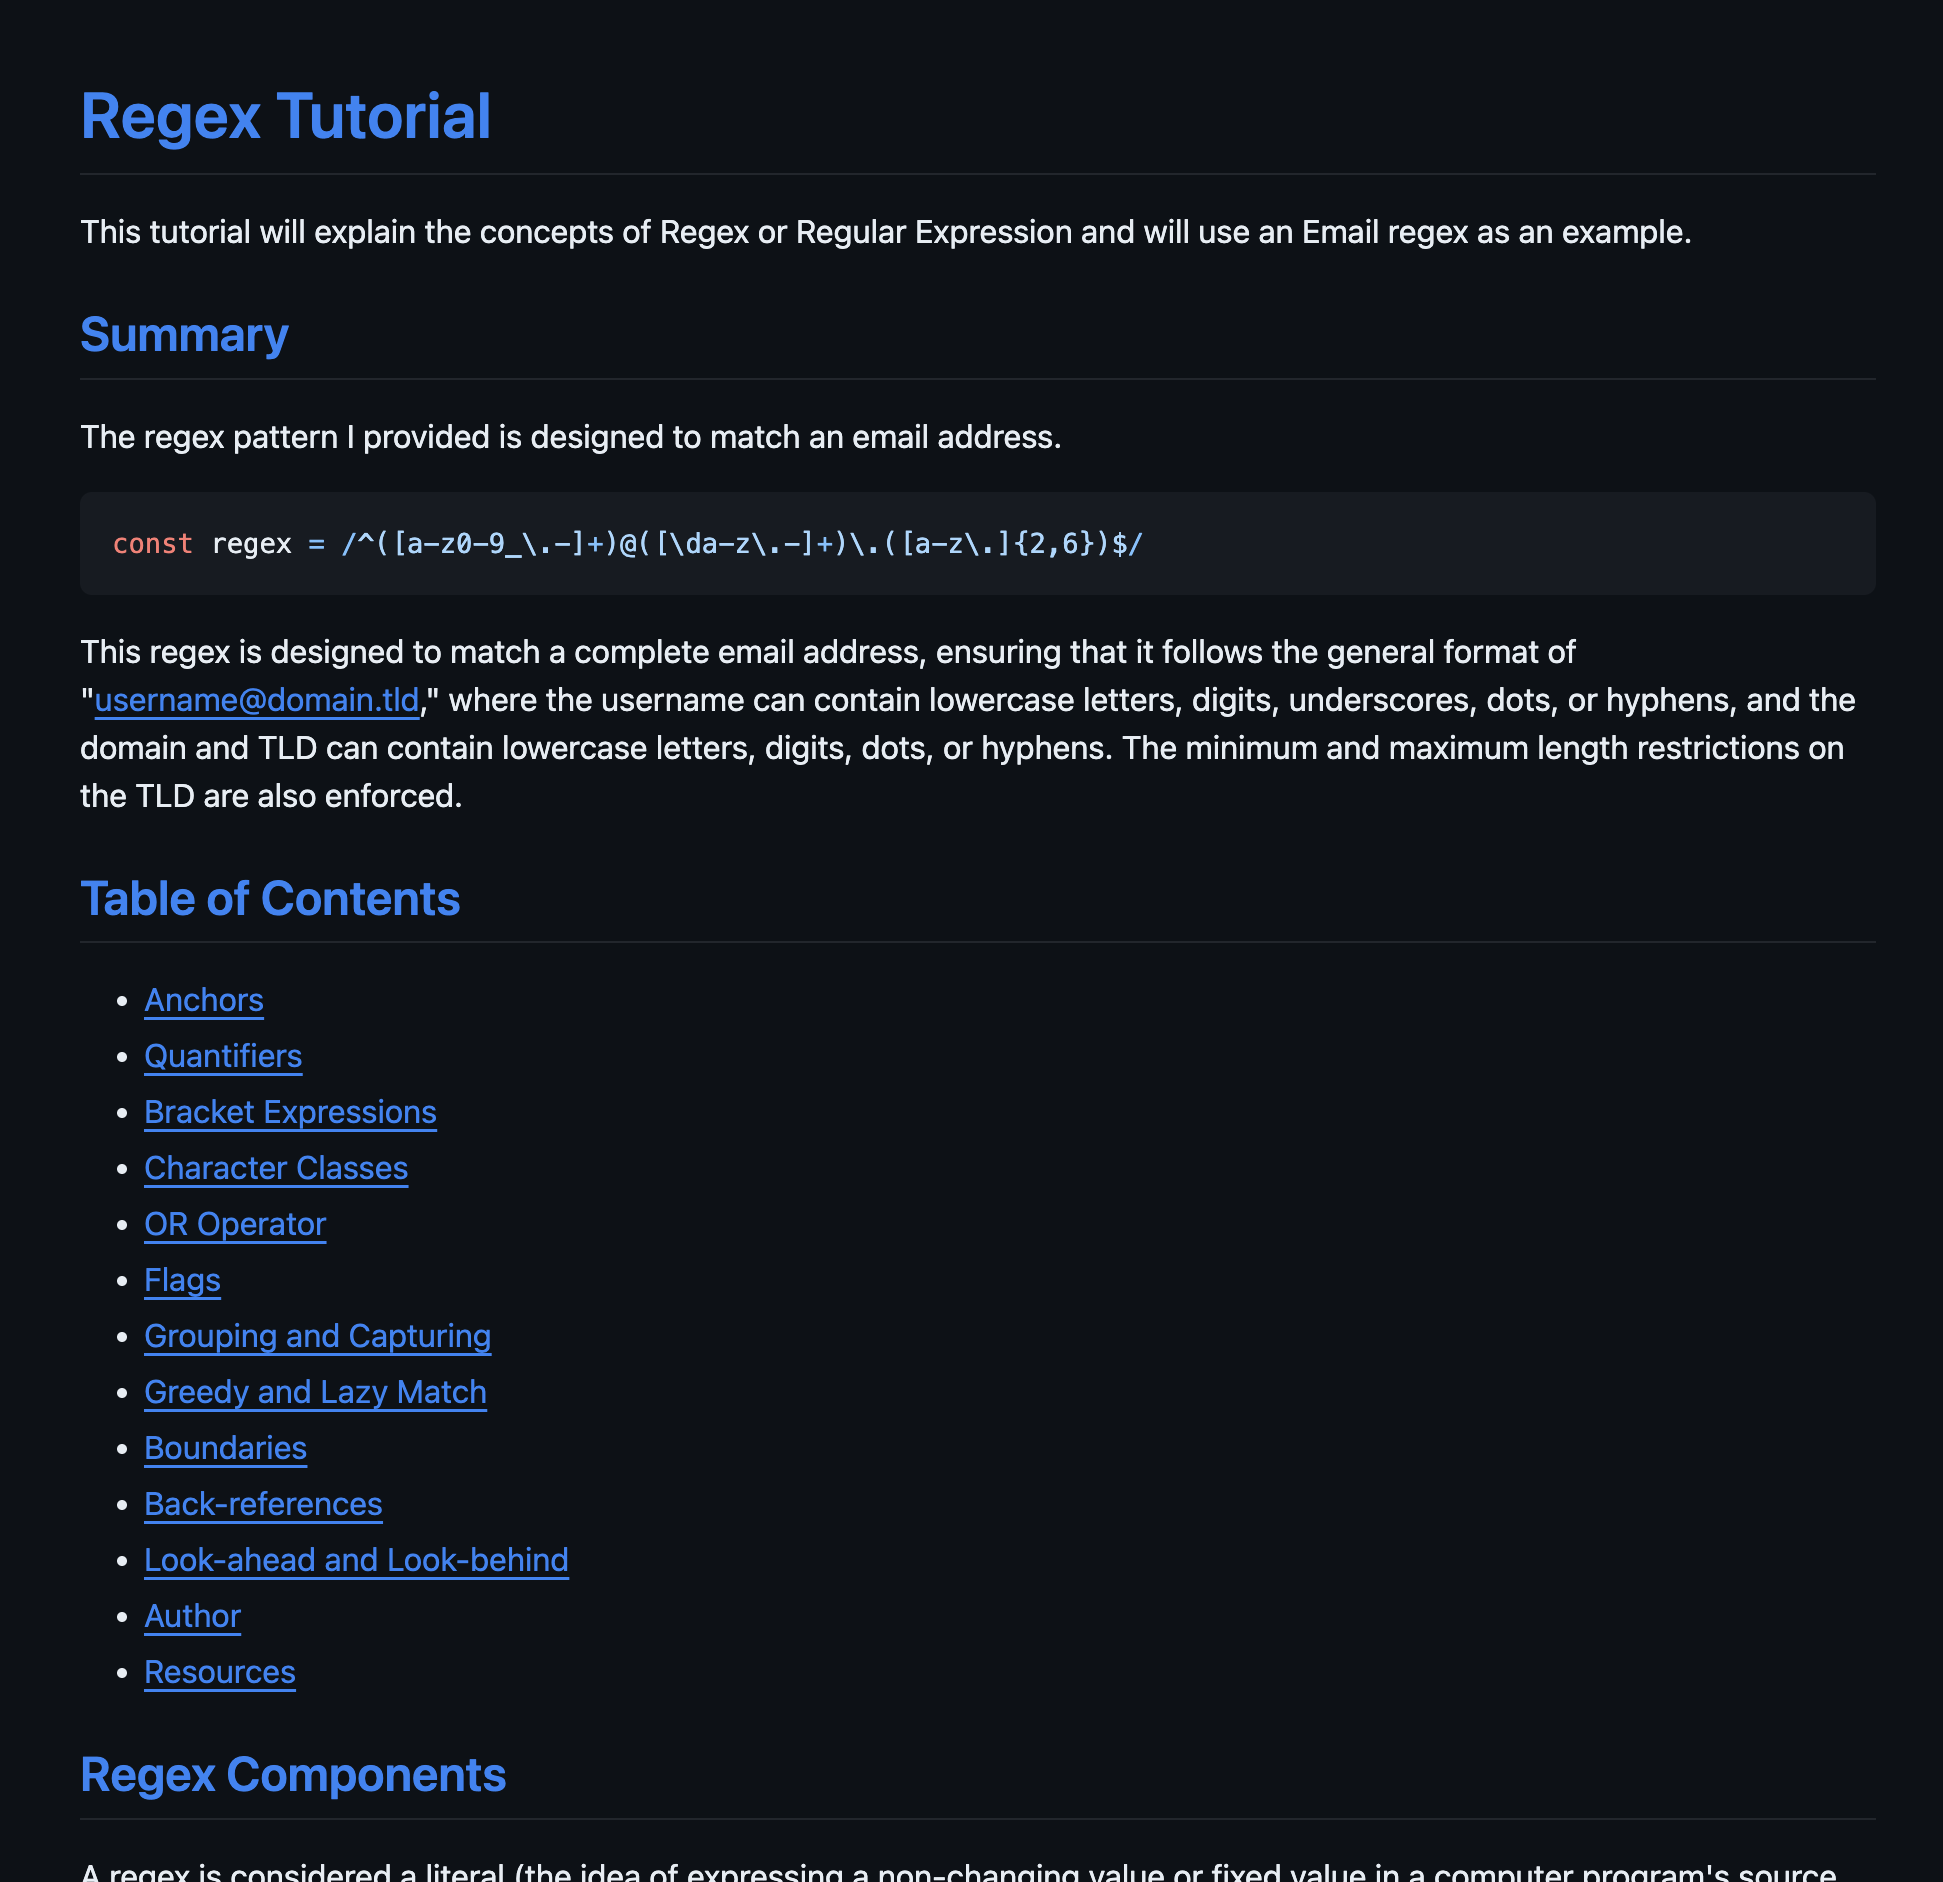 Regex Tutorial
This tutorial will explain the concepts of Regex or Regular Expression and will use an Email regex as an example.
Summary
The regex pattern I provided is designed to match an email address.
const regex = /^([a-z0-9_\.-]+)@([\da-z\.-]+)\.([a-z\.]{2,6})$/
This regex is designed to match a complete email address, ensuring that it follows the general format of
"username@domain.tld," where the username can contain lowercase letters, digits, underscores, dots, or hyphens, and the
domain and TLD can contain lowercase letters, digits, dots, or hyphens. The minimum and maximum length restrictions on
the TLD are also enforced.
Table of Contents
• Anchors
• Quantifiers
• Bracket Expressions
• Character Classes
• OR Operator
• Flags
• Grouping and Capturing
• Greedy and Lazy Match
• Boundaries
• Back-references
• Look-ahead and Look-behind
• Author
• Resources
Regex Components
A regex is considered a literal (the idea of expressing a non-changing value or fixed value in a computer program's source